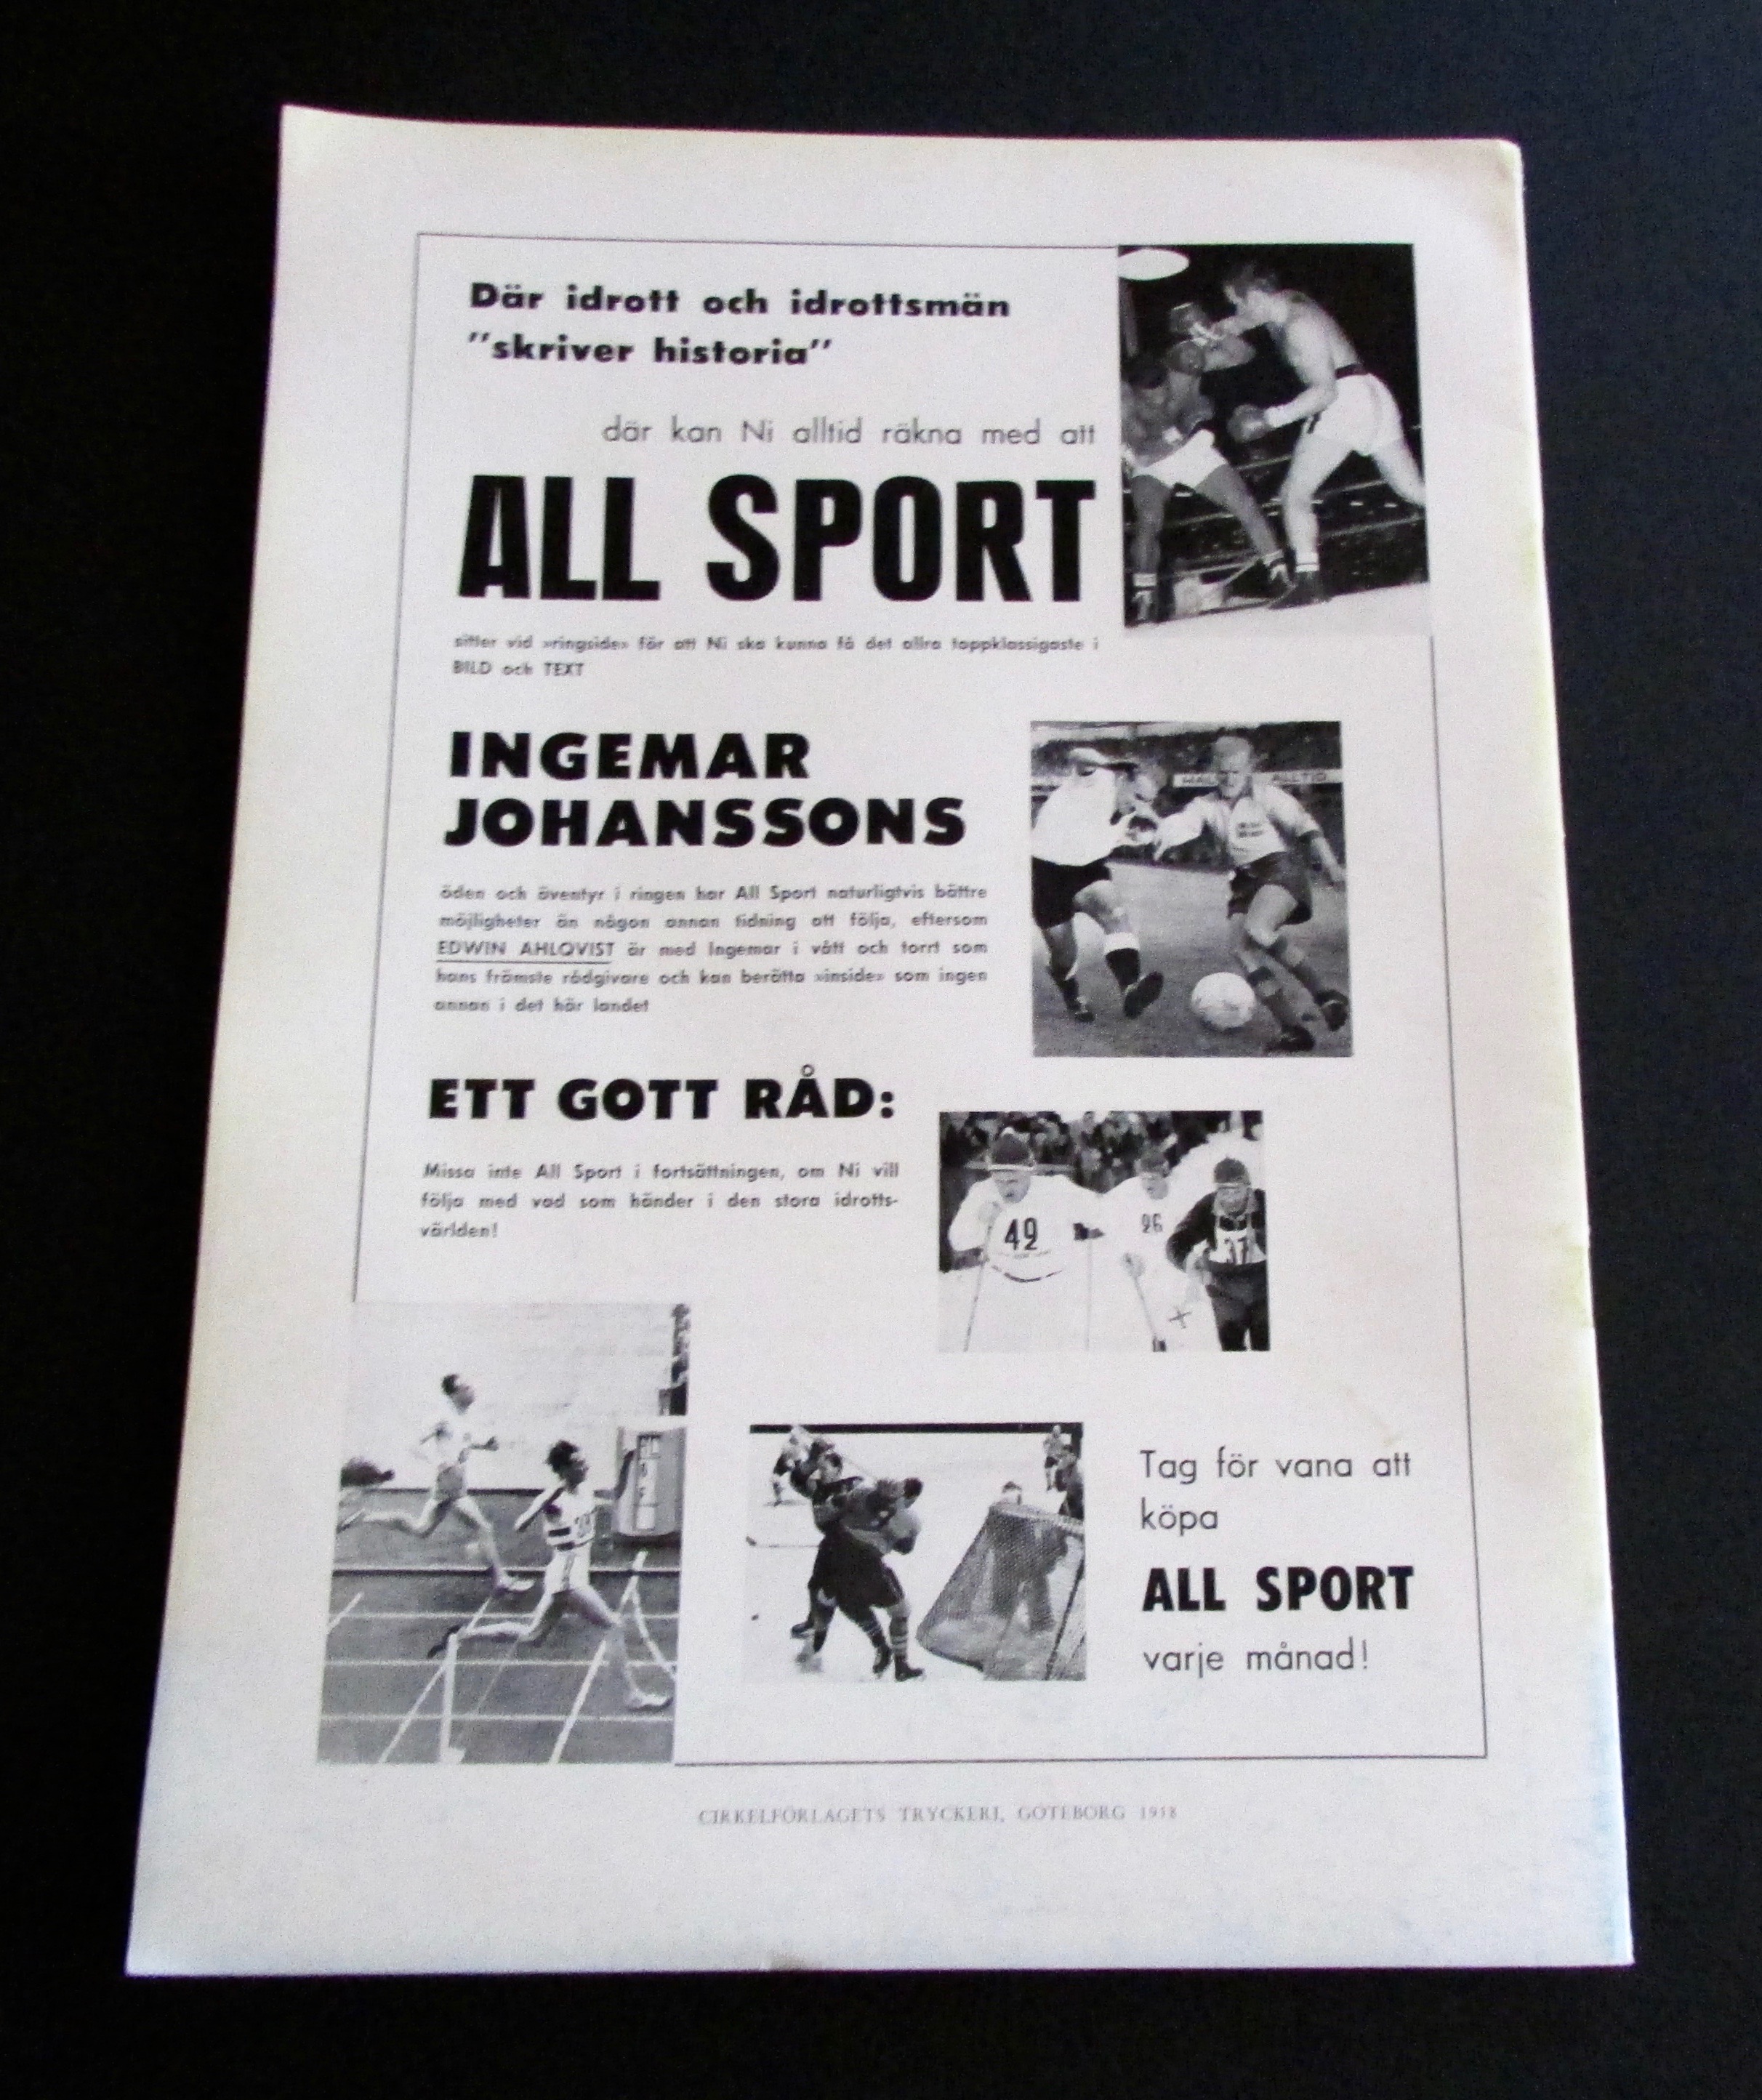 Där idrott och idrottsmän
"skriver historia"
där kan Ni alltid räkna med att
ALL SPORT
sitter vid »ringside» för att Ni ska kunna få det allra toppklassigaste i
BILD och TEXT
INGEMAR
JOHANSSONS
öden och äventyr i ringen har All Sport naturligtvis bättre
möjligheter än någon annan tidning att följa, eftersom
EDWIN AHLQVIST är med Ingemar i vått och torrt som
hans främste rådgivare och kan berätta »inside» som ingen
annan i det här landet
ALLTID
ETT GOTT RÅD:
Missa inte All Sport i fortsättningen, om Ni vill
följa med vad som händer i den stora idrotts-
världen!
49
26
37
Tag för vana att
köpa
ALL SPORT
varje månad!
CIRKELFÖRLAGETS TRYCKERI, GÖTEBORG 1958